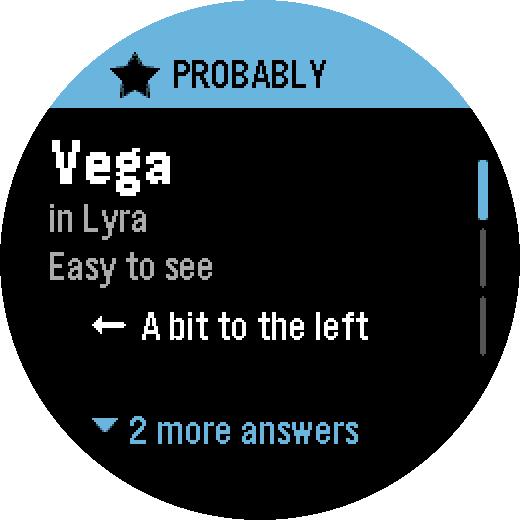 PROBABLY
Vega
in Lyra
Easy to see
← A bit to the left
2 more answers